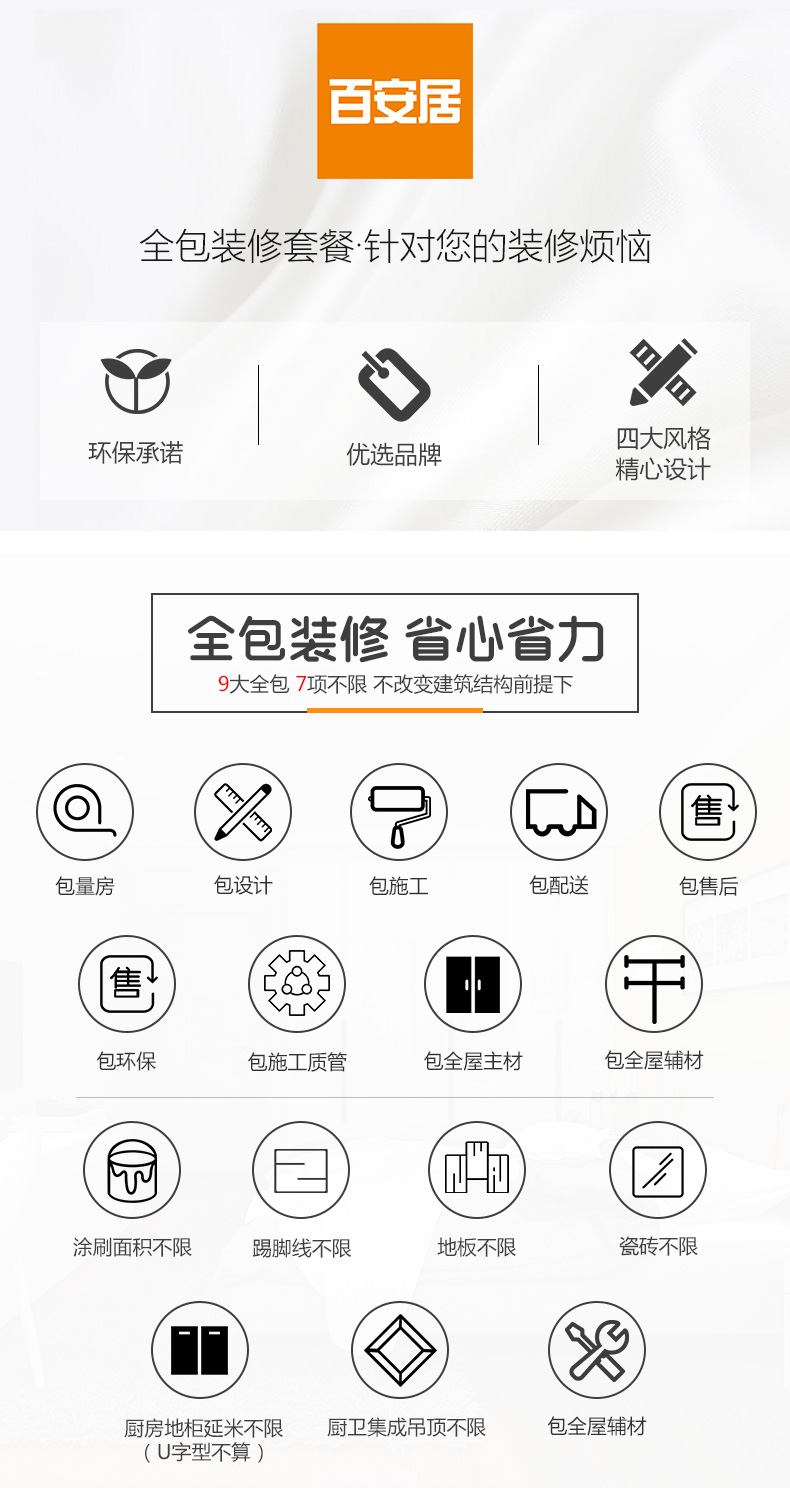 百安居
全包装修套餐·针对您的装修烦恼
环保承诺
优选品牌
四大风格
精心设计
全包装修 省心省力
9大全包 7项不限 不改变建筑结构前提下
售
包量房
包设计
包施工
包配送
包售后
售
包环保
包施工质管
包全屋主材
包全屋辅材
涂刷面积不限
踢脚线不限
地板不限
瓷砖不限
厨房地柜延米不限
（U字型不算）
厨卫集成吊顶不限
包全屋辅材